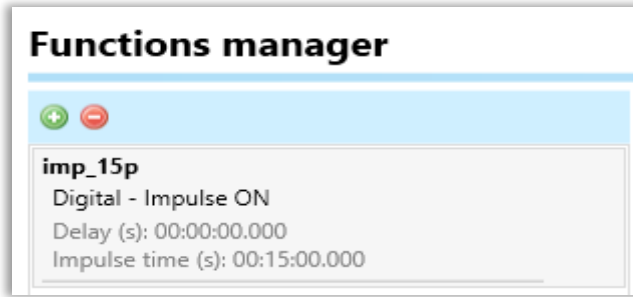 Functions manager
imp_15p
Digital - Impulse ON
Delay (s): 00:00:00.000
Impulse time (s): 00:15:00.000